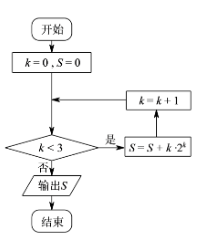 开始
k = 0 , S = 0
k = k + 1
k < 3
是
S = S + k · 2^k
否
输出S
结束